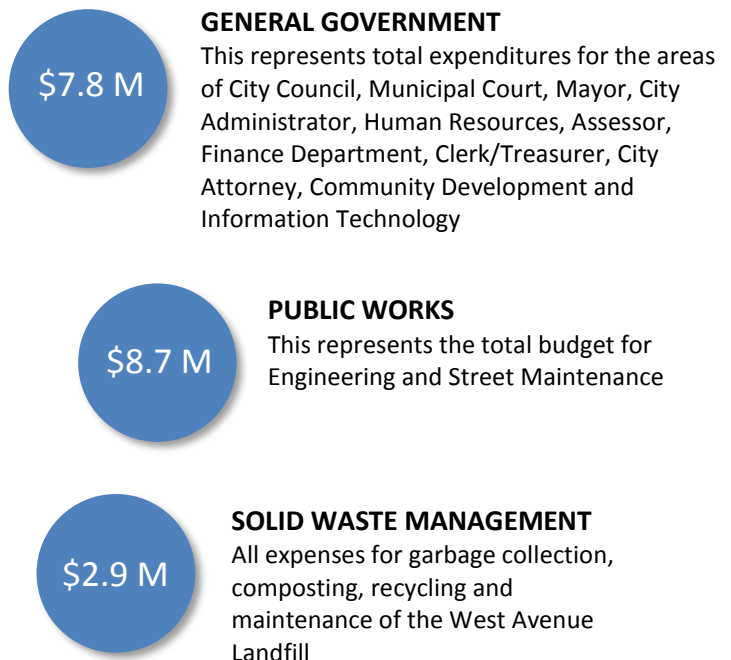 GENERAL GOVERNMENT
$7.8 M
This represents total expenditures for the areas
of City Council, Municipal Court, Mayor, City
Administrator, Human Resources, Assessor,
Finance Department, Clerk/Treasurer, City
Attorney, Community Development and
Information Technology
PUBLIC WORKS
$8.7 M
This represents the total budget for
Engineering and Street Maintenance
SOLID WASTE MANAGEMENT
$2.9 M
All expenses for garbage collection,
composting, recycling and
maintenance of the West Avenue
Landfill